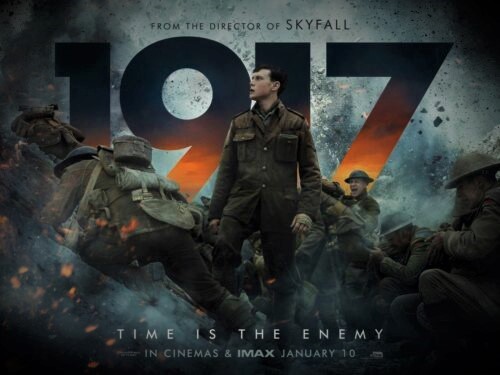 FROM THE DIRECTOR OF SKYFALL
1917
TIME IS THE ENEMY
IN CINEMAS & IMAX JANUARY 10